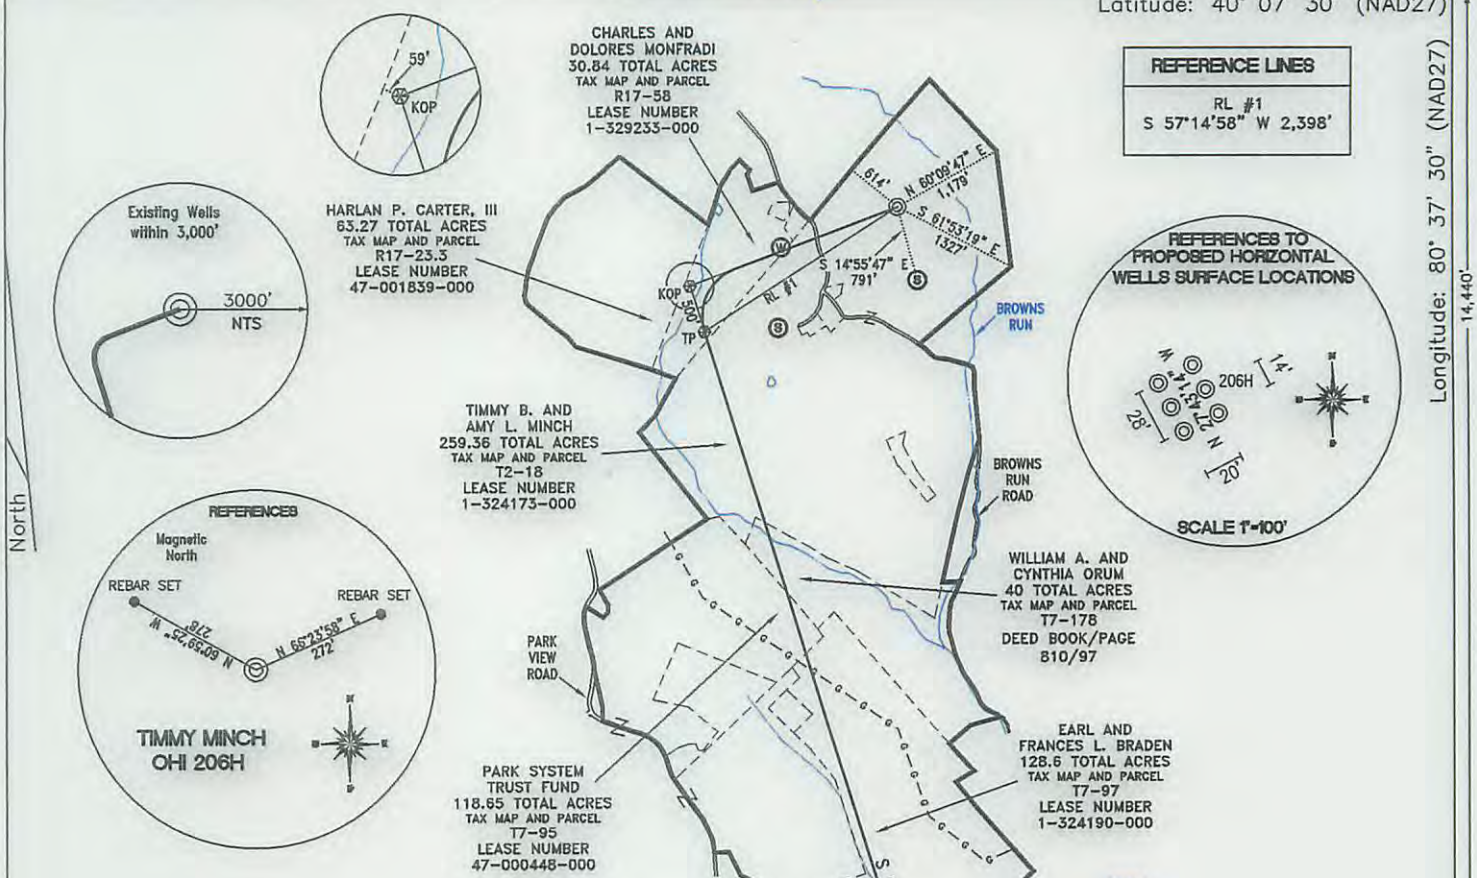 Latitude: 40° 07' 30" (NAD27)
59'
KOP
CHARLES AND
DOLORES MONFRADI
30.84 TOTAL ACRES
TAX MAP AND PARCEL
R17-58
LEASE NUMBER
1-329233-000
REFERENCE LINES
RL #1
S 57°14'58" W 2,398'
Longitude: 80° 37' 30" (NAD27)
14,440'
Existing Wells
within 3,000'
3000'
NTS
HARLAN P. CARTER, III
63.27 TOTAL ACRES
TAX MAP AND PARCEL
R17-23.3
LEASE NUMBER
47-001839-000
614'
N 60°09'47" E
1,179'
S 61°53'19" E
1327'
S 14°55'47" E
791'
W
S
S
KOP
500'
TP
RL #1
BROWNS
RUN
REFERENCES TO
PROPOSED HORIZONTAL
WELLS SURFACE LOCATIONS
206H
14'
28'
N 27°43'14" W
20'
SCALE 1"=100'
TIMMY B. AND
AMY L. MINCH
259.36 TOTAL ACRES
TAX MAP AND PARCEL
T2-18
LEASE NUMBER
1-324173-000
BROWNS
RUN
ROAD
North
REFERENCES
Magnetic
North
REBAR SET
REBAR SET
N 60°59'25" W
278'
N 66°23'58" E
272'
TIMMY MINCH
OHI 206H
WILLIAM A. AND
CYNTHIA ORUM
40 TOTAL ACRES
TAX MAP AND PARCEL
T7-178
DEED BOOK/PAGE
810/97
PARK
VIEW
ROAD
G G G G G G G G G G G G G G G G
PARK SYSTEM
TRUST FUND
118.65 TOTAL ACRES
TAX MAP AND PARCEL
T7-95
LEASE NUMBER
47-000448-000
EARL AND
FRANCES L. BRADEN
128.6 TOTAL ACRES
TAX MAP AND PARCEL
T7-97
LEASE NUMBER
1-324190-000
S